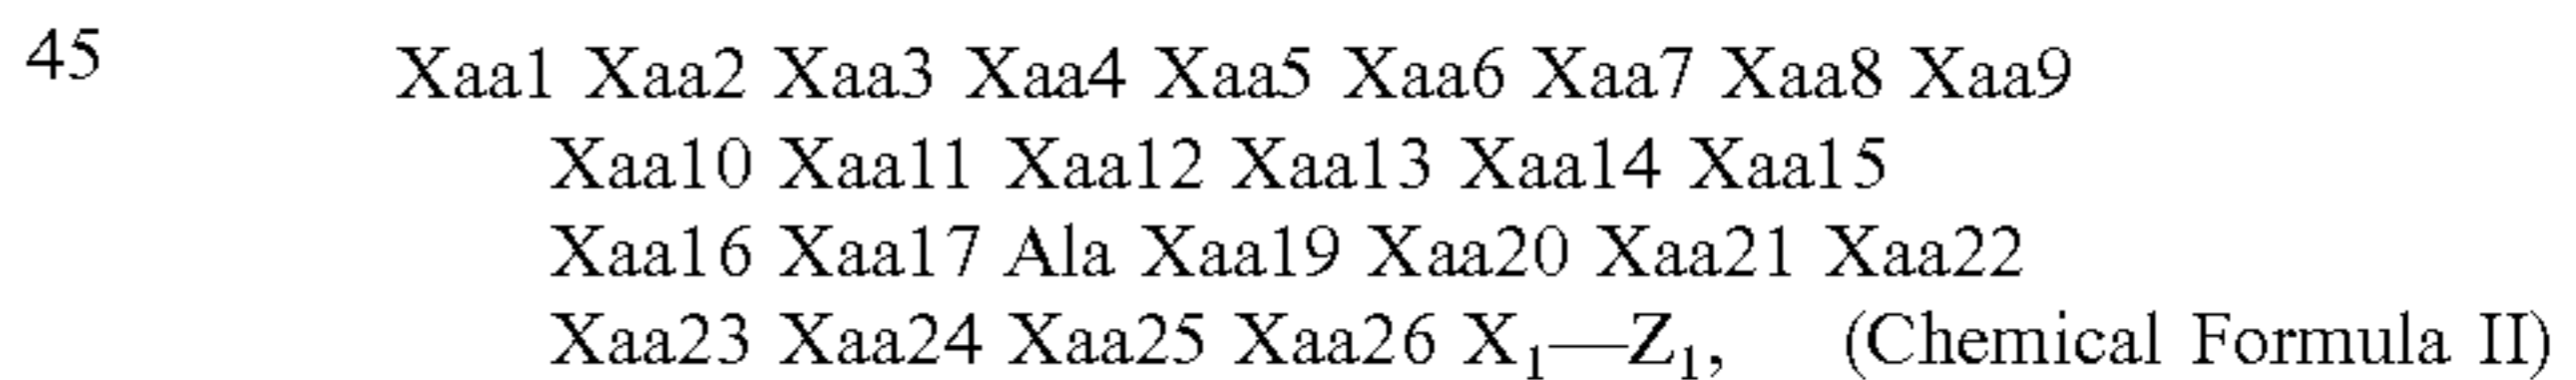 45 Xaa1 Xaa2 Xaa3 Xaa4 Xaa5 Xaa6 Xaa7 Xaa8 Xaa9
Xaa10 Xaa11 Xaa12 Xaa13 Xaa14 Xaa15
Xaa16 Xaa17 Ala Xaa19 Xaa20 Xaa21 Xaa22
Xaa23 Xaa24 Xaa25 Xaa26 X₁—Z₁, (Chemical Formula II)